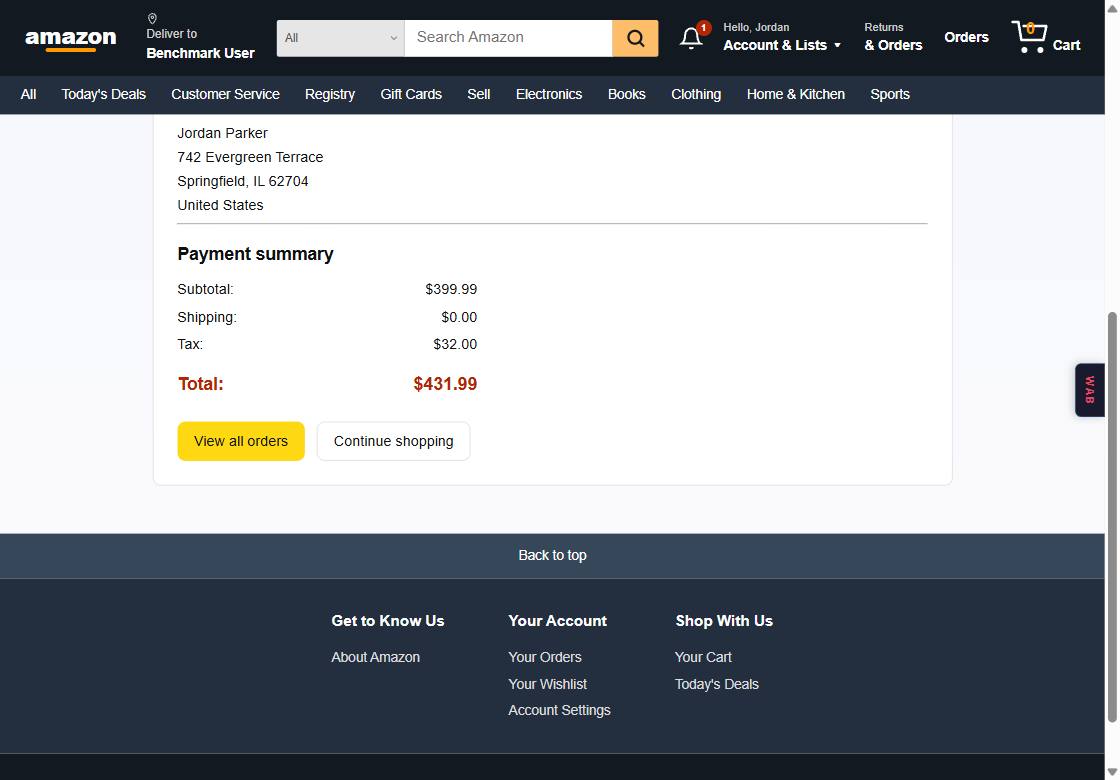 amazon
Deliver to
Benchmark User
All
Search Amazon
1
Hello, Jordan
Account & Lists
Returns
& Orders
Orders
0
Cart
All
Today's Deals
Customer Service
Registry
Gift Cards
Sell
Electronics
Books
Clothing
Home & Kitchen
Sports
Jordan Parker
742 Evergreen Terrace
Springfield, IL 62704
United States
Payment summary
Subtotal: $399.99
Shipping: $0.00
Tax: $32.00
Total: $431.99
View all orders
Continue shopping
WAB
Back to top
Get to Know Us
About Amazon
Your Account
Your Orders
Your Wishlist
Account Settings
Shop With Us
Your Cart
Today's Deals